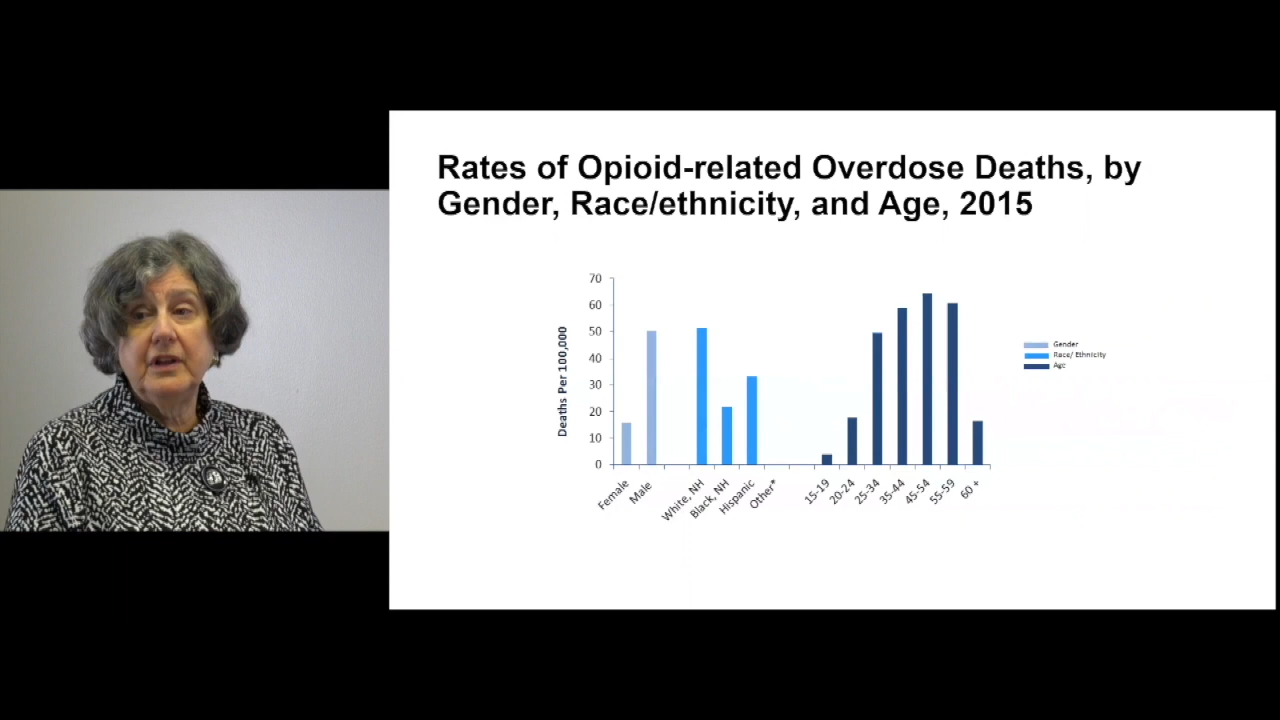 Rates of Opioid-related Overdose Deaths, by
Gender, Race/ethnicity, and Age, 2015
70
60
50
40
30
20
10
0
Deaths Per 100,000
Female
Male
White, NH
Black, NH
Hispanic
Other*
15-19
20-24
25-34
35-44
45-54
55-59
60 +
Gender
Race/ Ethnicity
Age